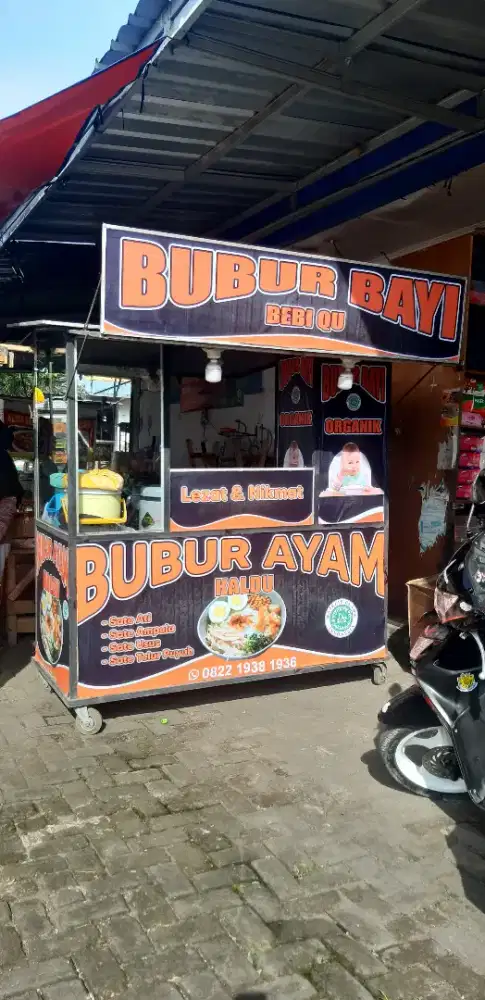 BUBUR BAYI
BEBI QU
BUBUR BAYI
ORGANIK
ORGANIK
Lezat & Nikmat
BUBUR AYAM
HALDU
- Sate Ati
- Sate Ampela
- Sate Usus
- Sate Telur Puyuh
0822 1938 1936